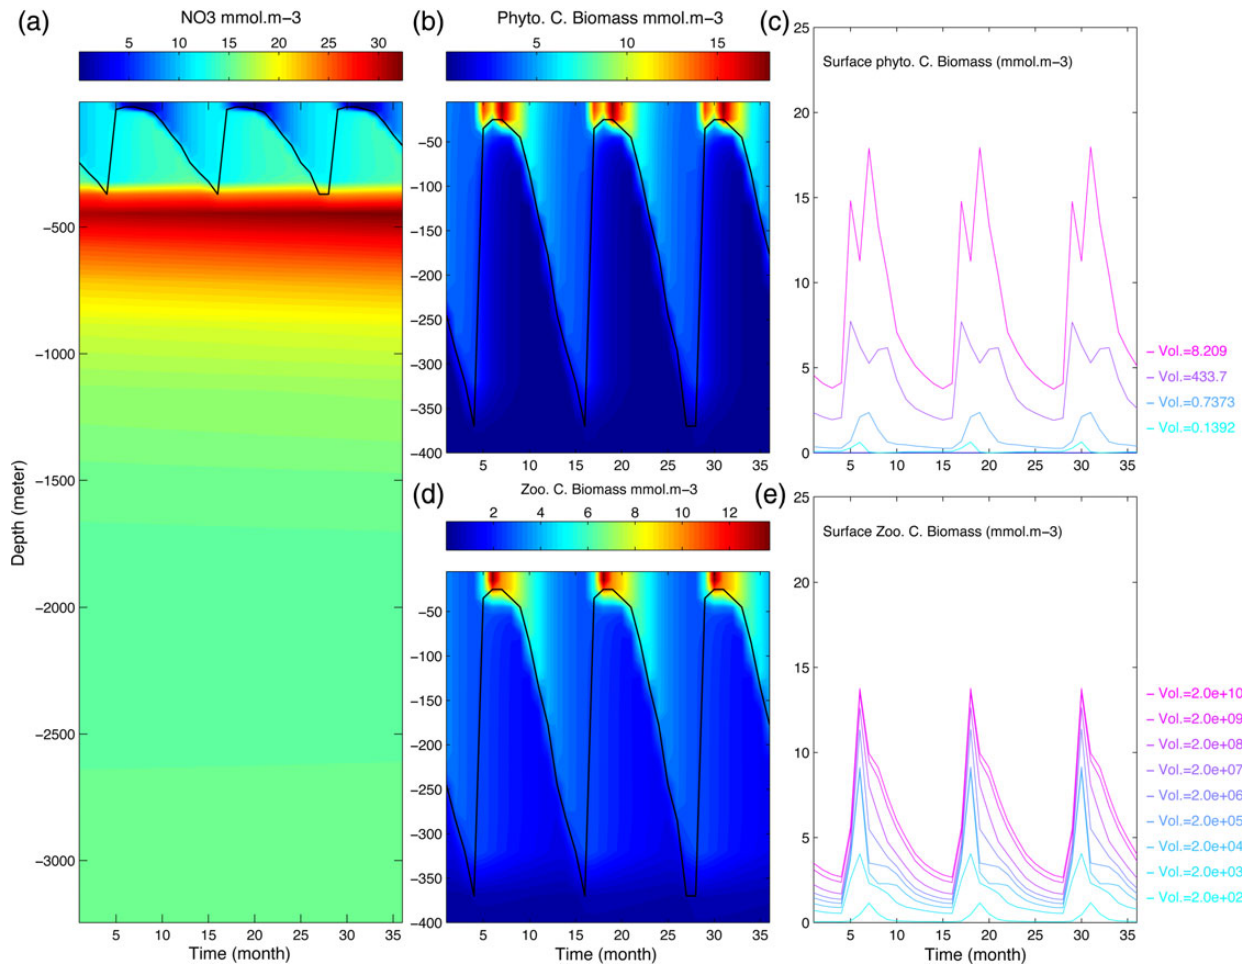 (a) NO3 mmol.m−3
5 10 15 20 25 30
−500
−1000
−1500
−2000
−2500
−3000
Depth (meter)
5 10 15 20 25 30 35
Time (month)
(b) Phyto. C. Biomass mmol.m−3
5 10 15
−50
−100
−150
−200
−250
−300
−350
−400
5 10 15 20 25 30 35
(c)
Surface phyto. C. Biomass (mmol.m−3)
25
20
15
10
5
0
5 10 15 20 25 30 35
− Vol.=8.209
− Vol.=433.7
− Vol.=0.7373
− Vol.=0.1392
(d) Zoo. C. Biomass mmol.m−3
2 4 6 8 10 12
−50
−100
−150
−200
−250
−300
−350
−400
5 10 15 20 25 30 35
Time (month)
(e)
Surface Zoo. C. Biomass (mmol.m−3)
25
20
15
10
5
0
5 10 15 20 25 30 35
Time (month)
− Vol.=2.0e+10
− Vol.=2.0e+09
− Vol.=2.0e+08
− Vol.=2.0e+07
− Vol.=2.0e+06
− Vol.=2.0e+05
− Vol.=2.0e+04
− Vol.=2.0e+03
− Vol.=2.0e+02